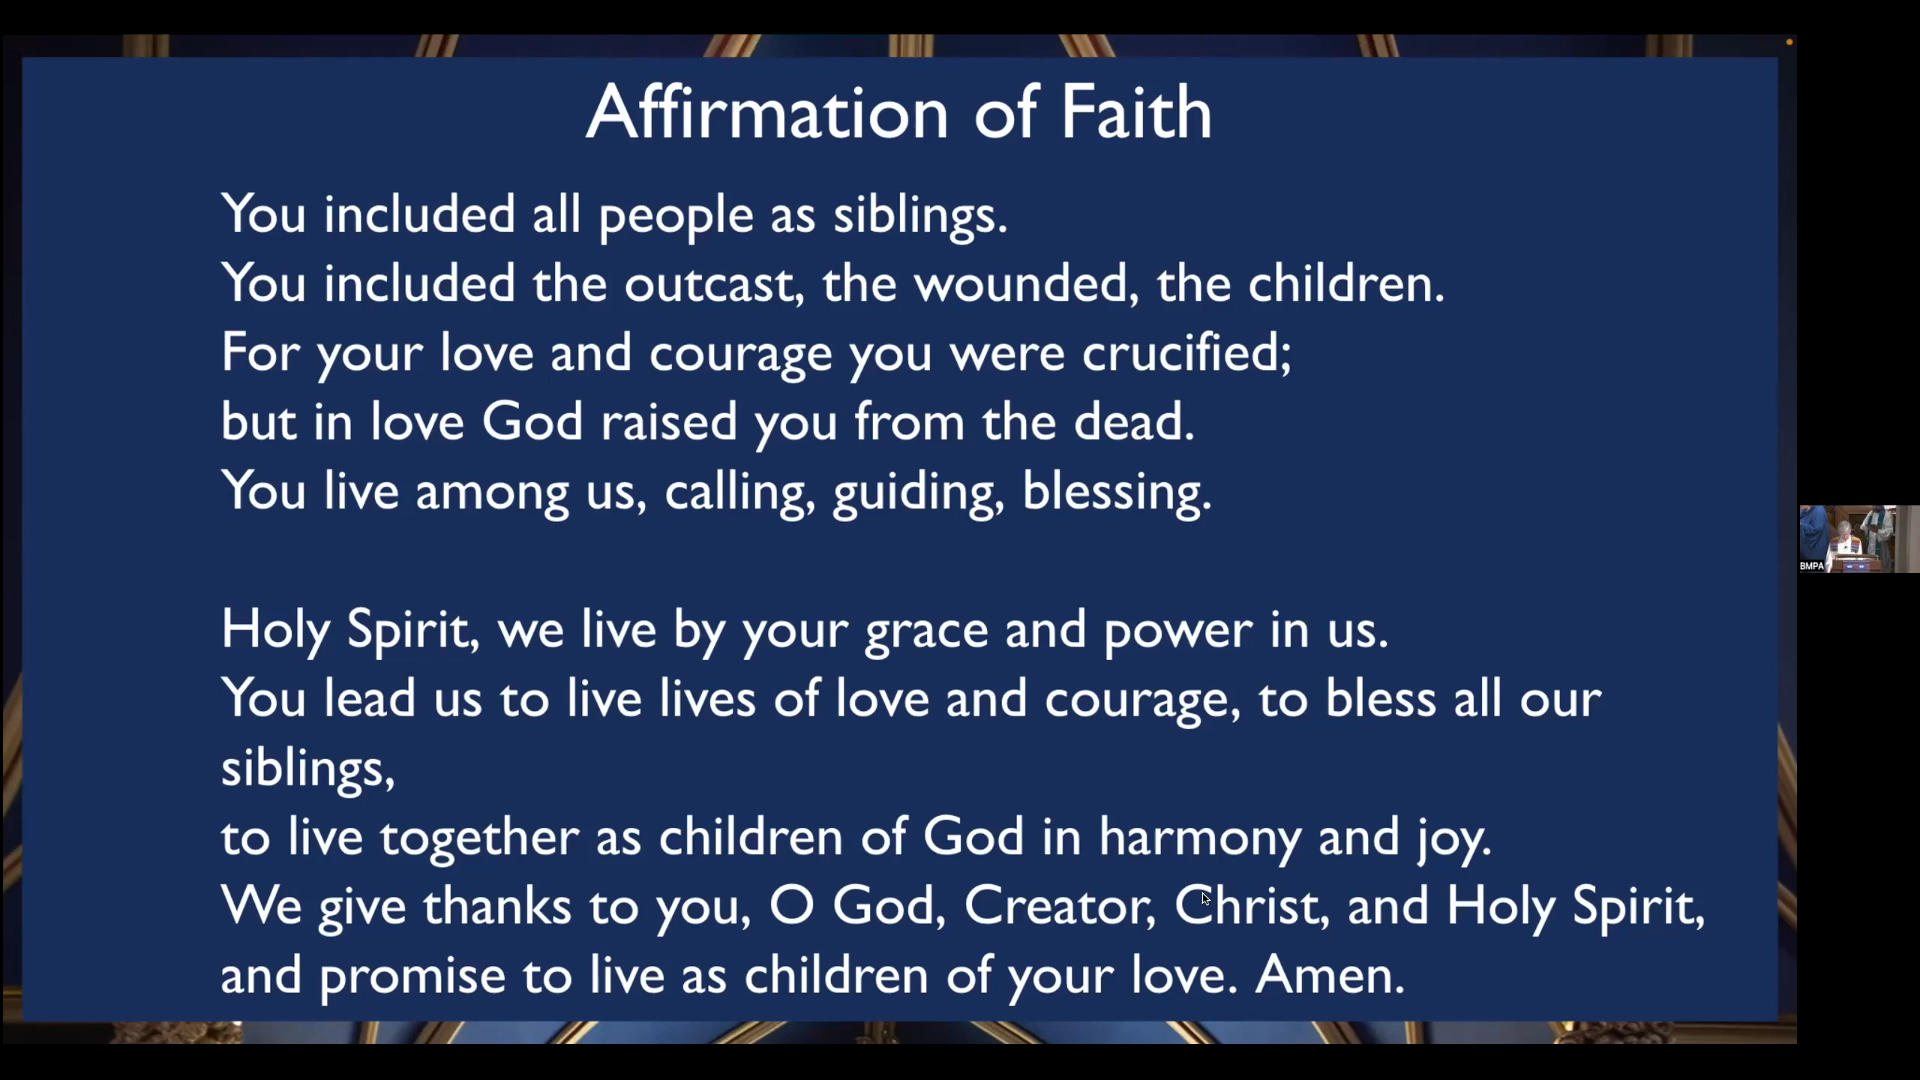 Affirmation of Faith
You included all people as siblings.
You included the outcast, the wounded, the children.
For your love and courage you were crucified;
but in love God raised you from the dead.
You live among us, calling, guiding, blessing.
Holy Spirit, we live by your grace and power in us.
You lead us to live lives of love and courage, to bless all our
siblings,
to live together as children of God in harmony and joy.
We give thanks to you, O God, Creator, Christ, and Holy Spirit,
and promise to live as children of your love. Amen.
BMPA